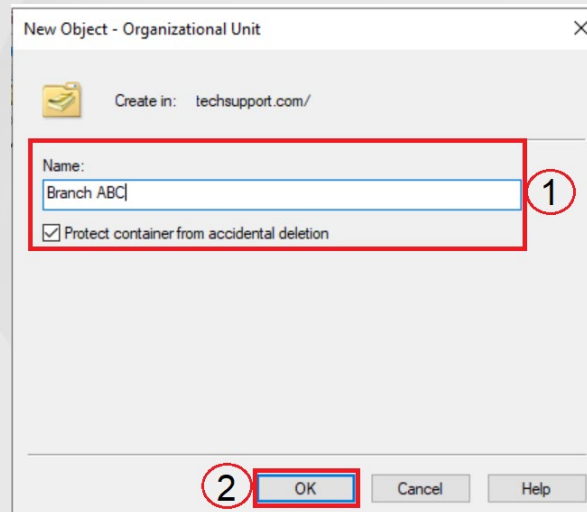 New Object - Organizational Unit
Create in: techsupport.com/
Name:
Branch ABC
Protect container from accidental deletion
1
2
OK Cancel Help